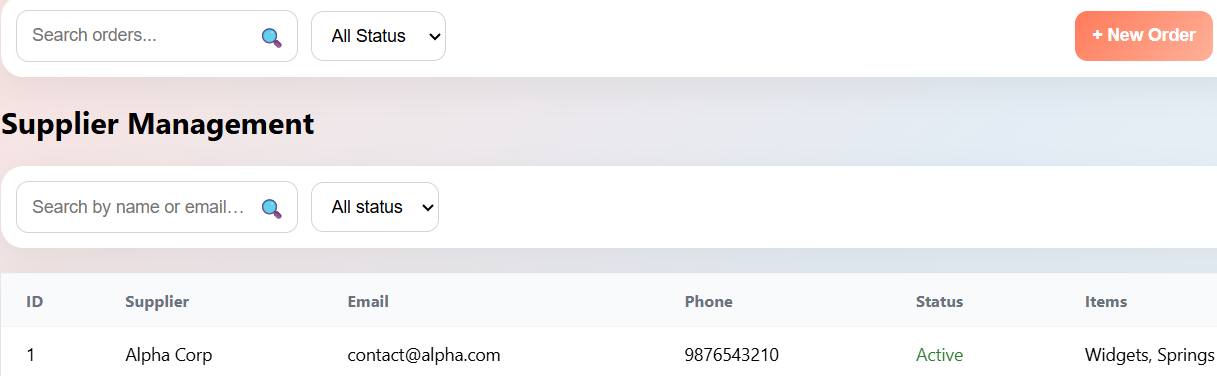 Search orders... All Status + New Order
Supplier Management
Search by name or email... All status
ID Supplier Email Phone Status Items
1 Alpha Corp contact@alpha.com 9876543210 Active Widgets, Springs